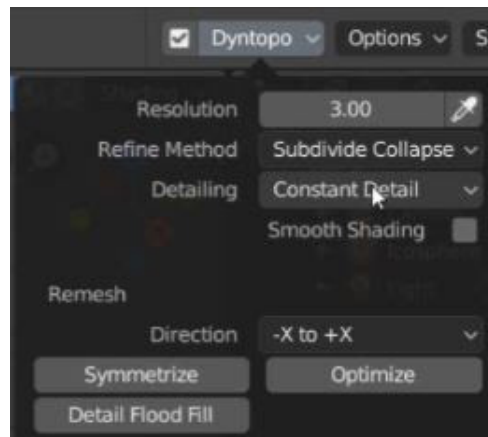 Dyntopo Options S
Resolution 3.00
Refine Method Subdivide Collapse
Detailing Constant Detail
Smooth Shading
Remesh
Direction -X to +X
Symmetrize Optimize
Detail Flood Fill